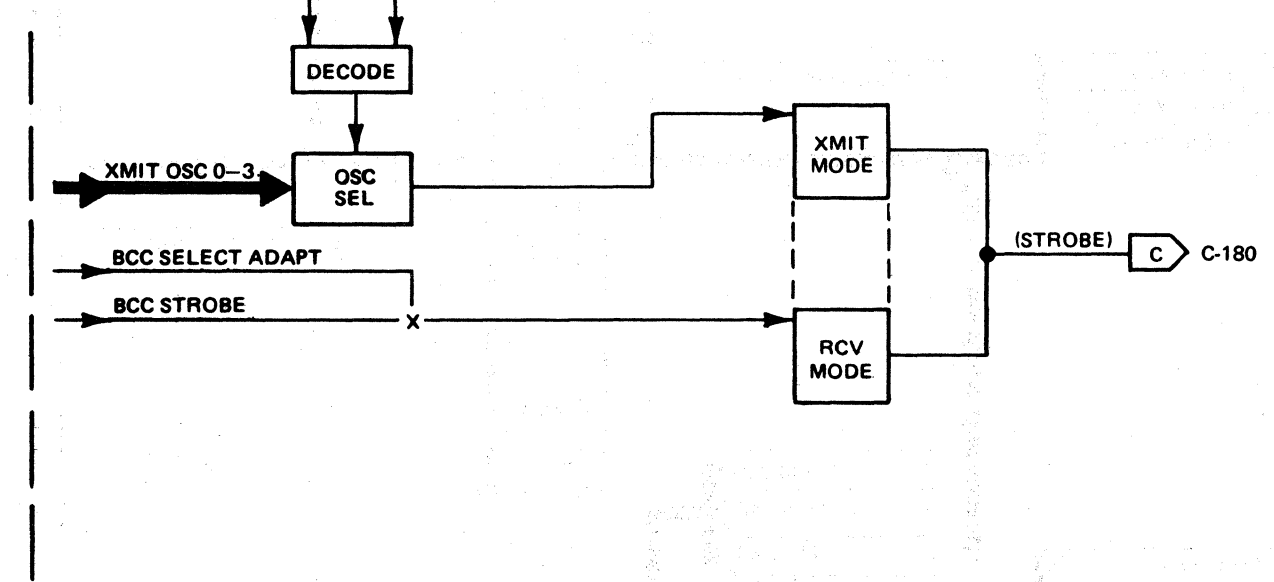 DECODE
XMIT OSC 0–3
OSC
SEL
XMIT
MODE
BCC SELECT ADAPT
(STROBE)
C
C-180
BCC STROBE
X
RCV
MODE